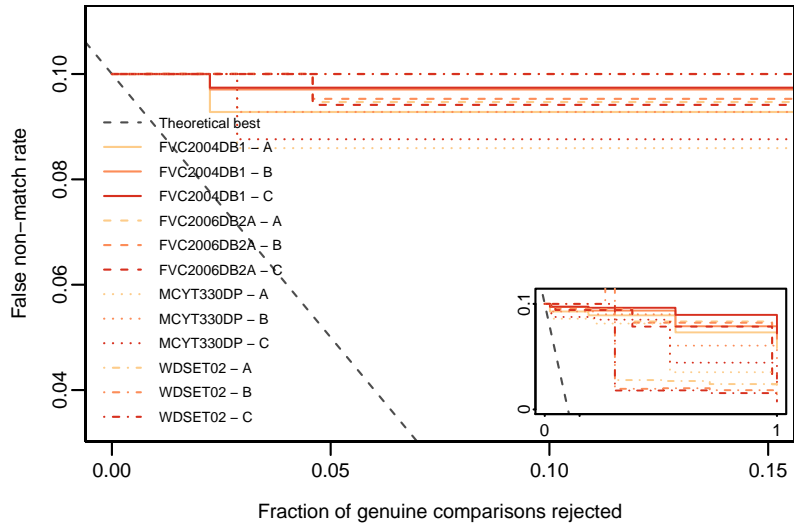 False non−match rate
0.10
0.08
0.06
0.04
Theoretical best
FVC2004DB1 − A
FVC2004DB1 − B
FVC2004DB1 − C
FVC2006DB2A − A
FVC2006DB2A − B
FVC2006DB2A − C
MCYT330DP − A
MCYT330DP − B
MCYT330DP − C
WDSET02 − A
WDSET02 − B
WDSET02 − C
0.1
0
0 1
0.00 0.05 0.10 0.15
Fraction of genuine comparisons rejected